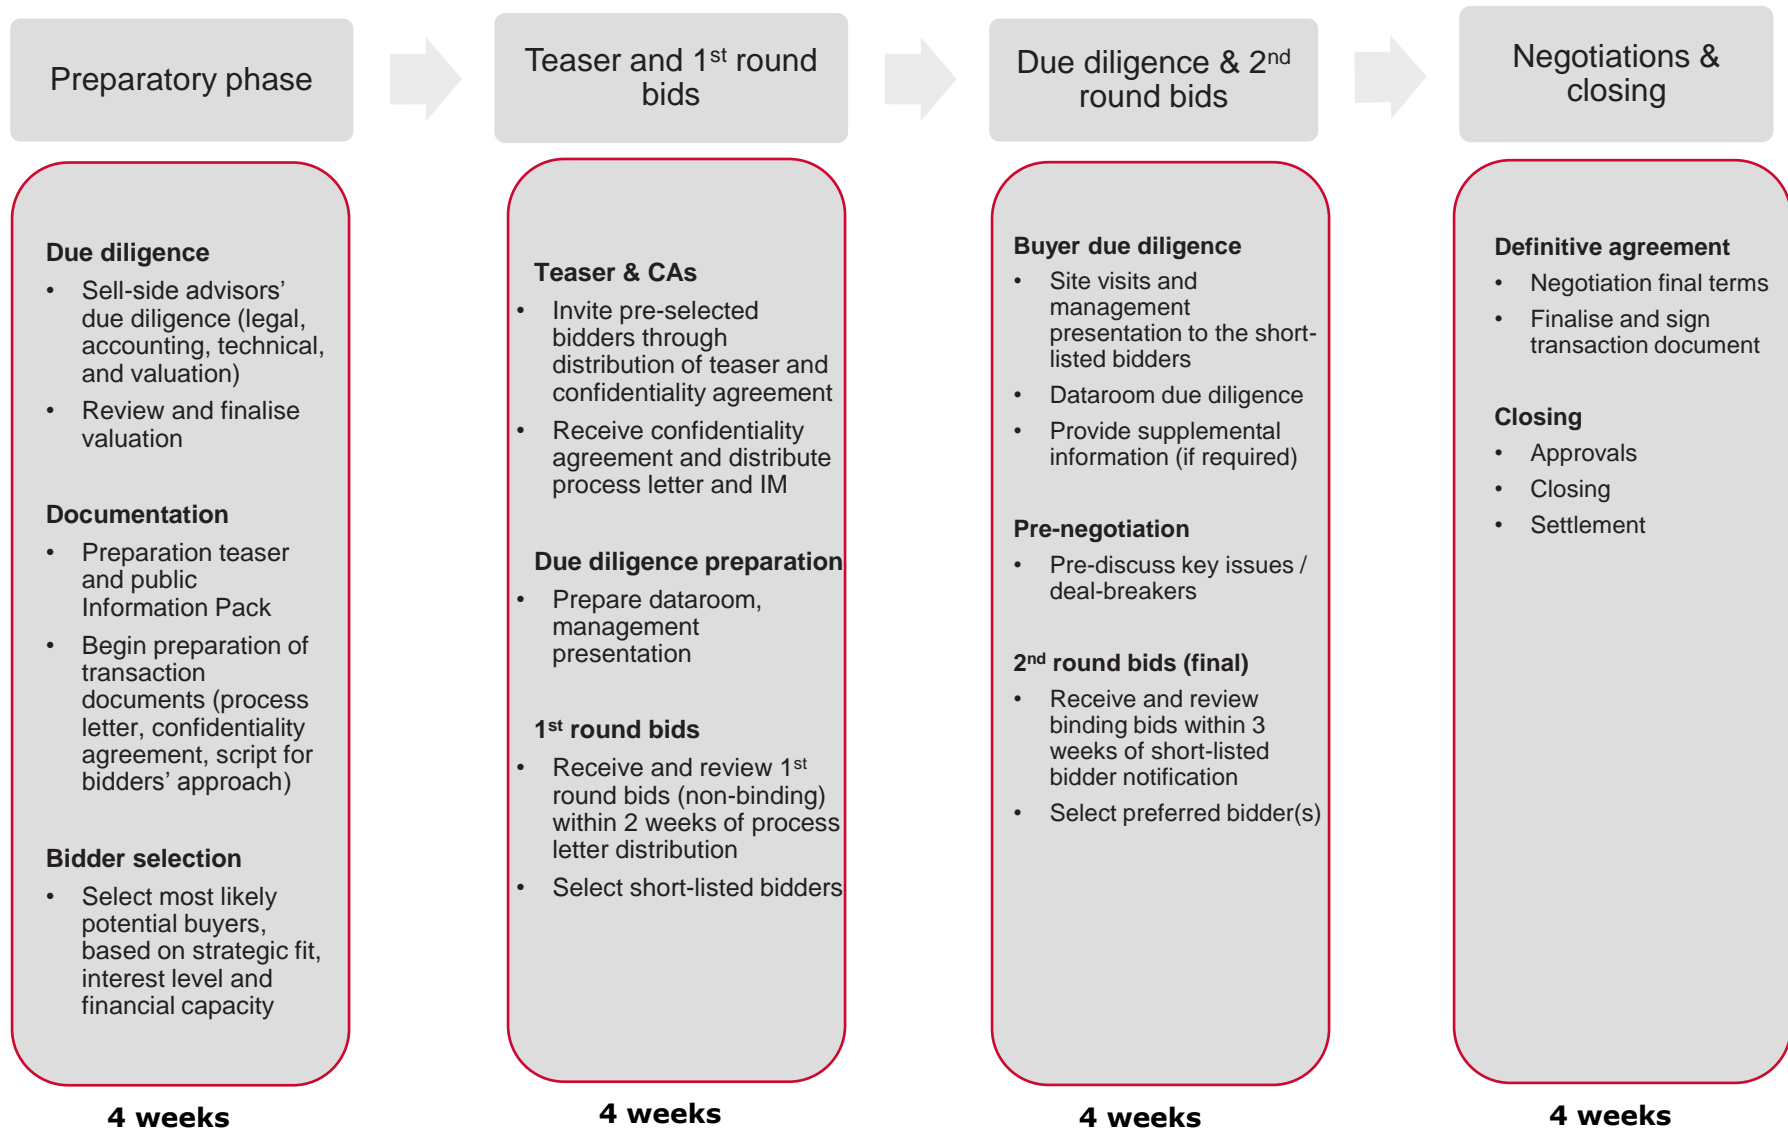 Preparatory phase
Teaser and 1st round
bids
Due diligence & 2nd
round bids
Negotiations &
closing
Due diligence
• Sell-side advisors’
due diligence (legal,
accounting, technical,
and valuation)
• Review and finalise
valuation
Documentation
• Preparation teaser
and public
Information Pack
• Begin preparation of
transaction
documents (process
letter, confidentiality
agreement, script for
bidders’ approach)
Bidder selection
• Select most likely
potential buyers,
based on strategic fit,
interest level and
financial capacity
4 weeks
Teaser & CAs
• Invite pre-selected
bidders through
distribution of teaser and
confidentiality agreement
• Receive confidentiality
agreement and distribute
process letter and IM
Due diligence preparation
• Prepare dataroom,
management
presentation
1st round bids
• Receive and review 1st
round bids (non-binding)
within 2 weeks of process
letter distribution
• Select short-listed bidders
4 weeks
Buyer due diligence
• Site visits and
management
presentation to the short-
listed bidders
• Dataroom due diligence
• Provide supplemental
information (if required)
Pre-negotiation
• Pre-discuss key issues /
deal-breakers
2nd round bids (final)
• Receive and review
binding bids within 3
weeks of short-listed
bidder notification
• Select preferred bidder(s)
4 weeks
Definitive agreement
• Negotiation final terms
• Finalise and sign
transaction document
Closing
• Approvals
• Closing
• Settlement
4 weeks